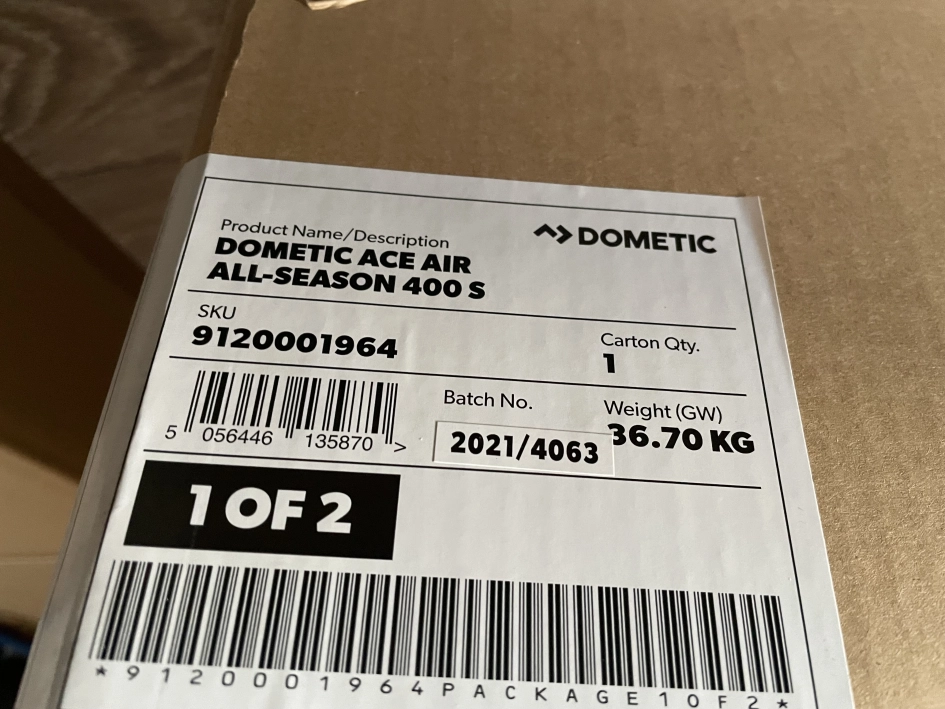 Product Name/Description
DOMETIC
DOMETIC ACE AIR
ALL-SEASON 400 S
SKU
9120001964
Carton Qty.
1
5 056446 135870 >
Batch No.
2021/4063
Weight (GW)
36.70 KG
1 OF 2
*9120001964PACKAGE1OF2*